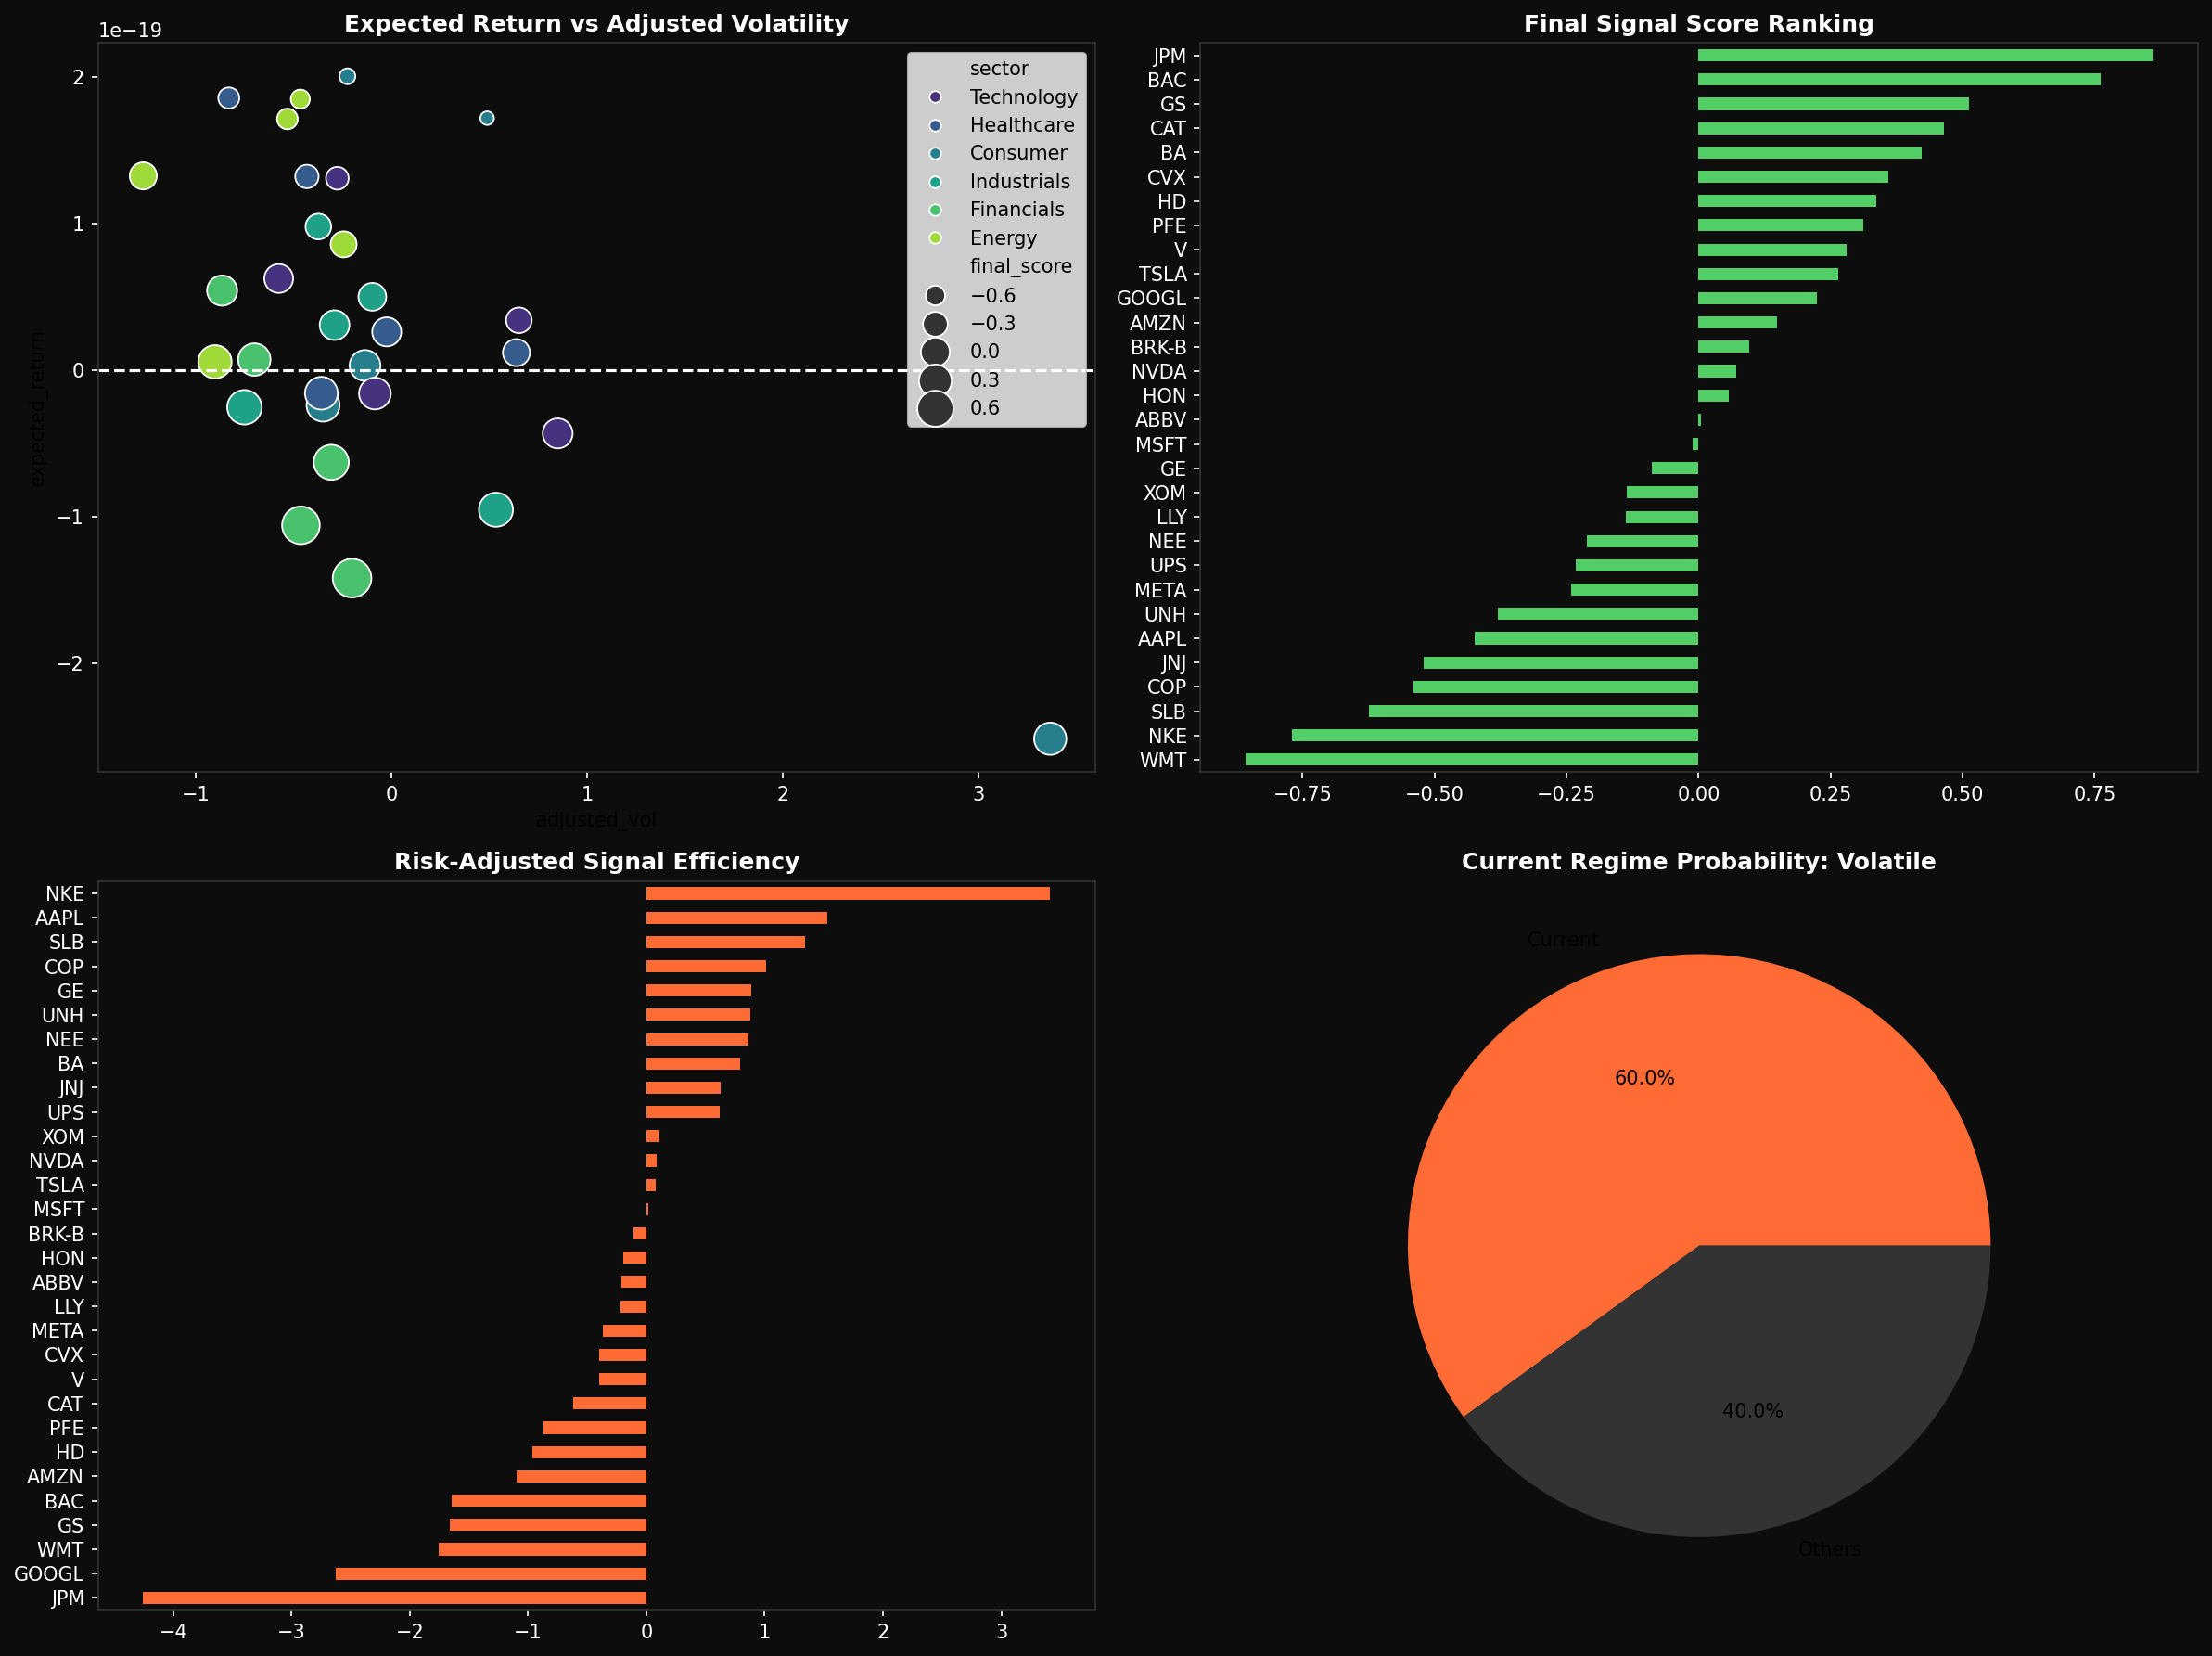 Expected Return vs Adjusted Volatility
1e−19
2
1
0
−1
−2
expected_return
−1
0
1
2
3
adjusted_vol
sector
Technology
Healthcare
Consumer
Industrials
Financials
Energy
final_score
−0.6
−0.3
0.0
0.3
0.6
Final Signal Score Ranking
JPM
BAC
GS
CAT
BA
CVX
HD
PFE
V
TSLA
GOOGL
AMZN
BRK-B
NVDA
HON
ABBV
MSFT
GE
XOM
LLY
NEE
UPS
META
UNH
AAPL
JNJ
COP
SLB
NKE
WMT
−0.75
−0.50
−0.25
0.00
0.25
0.50
0.75
Risk-Adjusted Signal Efficiency
NKE
AAPL
SLB
COP
GE
UNH
NEE
BA
JNJ
UPS
XOM
NVDA
TSLA
MSFT
BRK-B
HON
ABBV
LLY
META
CVX
V
CAT
PFE
HD
AMZN
BAC
GS
WMT
GOOGL
JPM
−4
−3
−2
−1
0
1
2
3
Current Regime Probability: Volatile
Current
60.0%
40.0%
Others